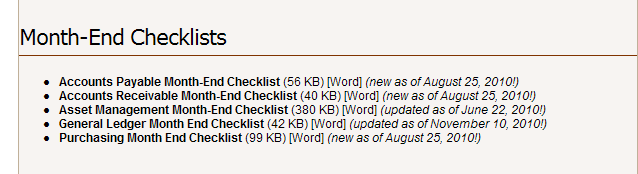 Month-End Checklists
Accounts Payable Month-End Checklist (56 KB) [Word] (new as of August 25, 2010!)
Accounts Receivable Month-End Checklist (40 KB) [Word] (new as of August 25, 2010!)
Asset Management Month-End Checklist (380 KB) [Word] (updated as of June 22, 2010!)
General Ledger Month End Checklist (42 KB) [Word] (updated as of November 10, 2010!)
Purchasing Month End Checklist (99 KB) [Word] (new as of August 25, 2010!)